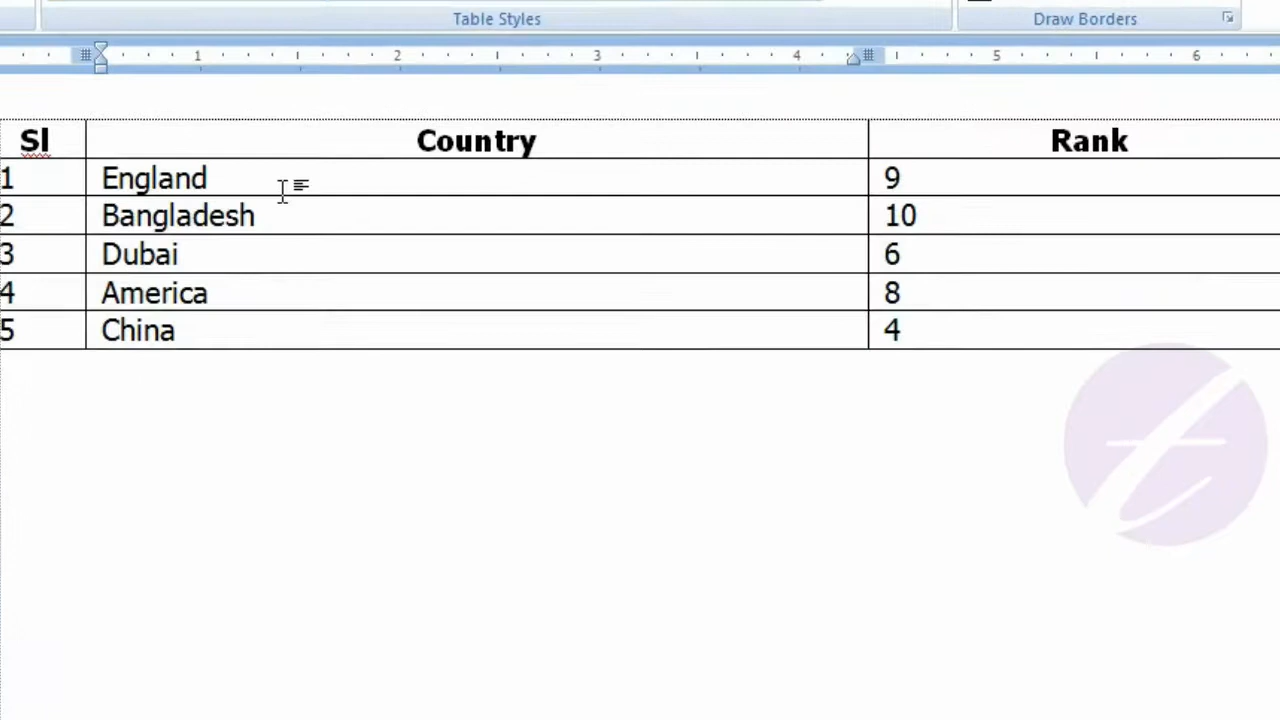 Table Styles Draw Borders
1 2 3 4 5 6
Sl Country Rank
1 England 9
2 Bangladesh 10
3 Dubai 6
4 America 8
5 China 4